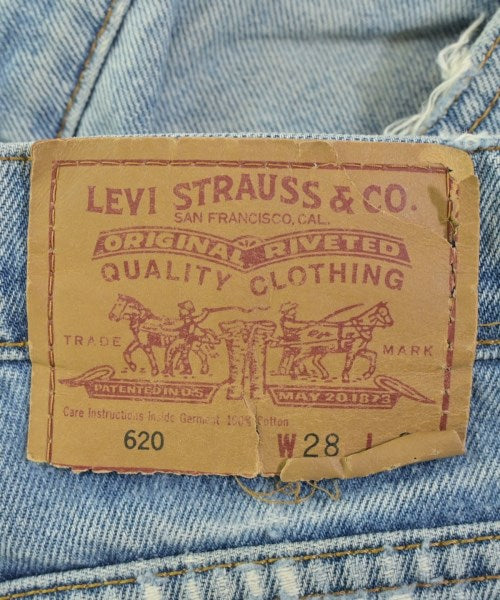 LEVI STRAUSS & CO.
SAN FRANCISCO, CAL.
ORIGINAL RIVETED
QUALITY CLOTHING
TRADE MARK
PATENTED IN U.S. MAY 20.1873
Care Instructions Inside Garment 100% Cotton
620 W 28 L